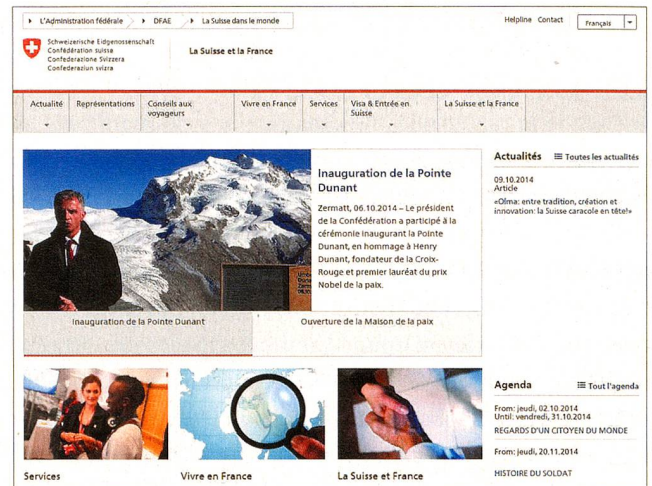 L'Administration fédérale
DFAE
La Suisse dans le monde
Helpline Contact
Français
Schweizerische Eidgenossenschaft
Confédération suisse
Confederazione Svizzera
Confederaziun svizra
La Suisse et la France
Actualité
Représentations
Conseils aux
voyageurs
Vivre en France
Services
Visa & Entrée en
Suisse
La Suisse et la France
Inauguration de la Pointe
Dunant
Zermatt, 06.10.2014 – Le président
de la Confédération a participé à la
cérémonie inaugurant la Pointe
Dunant, en hommage à Henry
Dunant, fondateur de la Croix-
Rouge et premier lauréat du prix
Nobel de la paix.
Inauguration de la Pointe Dunant
Ouverture de la Maison de la paix
Actualités
Toutes les actualités
09.10.2014
Article
«Olma: entre tradition, création et
innovation: la Suisse caracole en tête!»
Services
Vivre en France
La Suisse et France
Agenda
Tout l'agenda
From: jeudi, 02.10.2014
Until: vendredi, 31.10.2014
REGARDS D'UN CITOYEN DU MONDE
From: jeudi, 20.11.2014
HISTOIRE DU SOLDAT